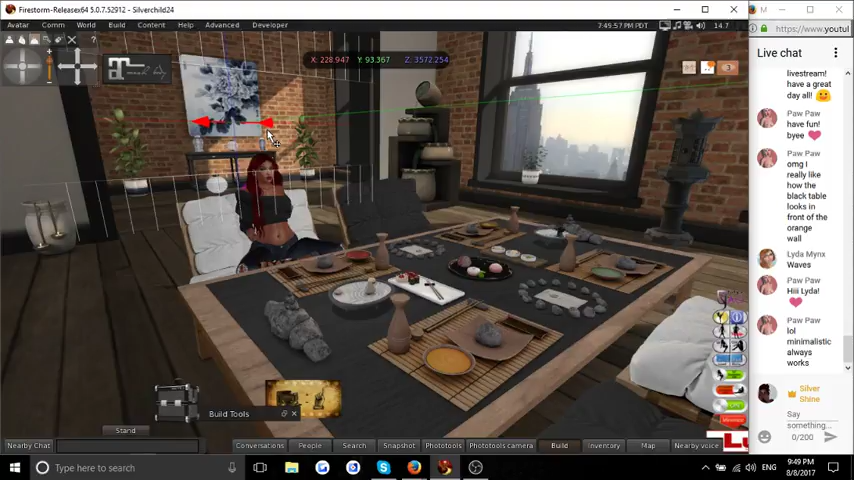 Firestorm-Releasex64 5.0.7.52912 - Silverchild24
Avatar Comm World Build Content Help Advanced Developer
7:49:57 PM PDT
14.7
X: 228.947 Y: 93.367 Z: 3572.254
3
https://www.youtul
Live chat
livestream!
have a great
day all!
Paw Paw
have fun!
byee
Paw Paw
omg I
really like
how the
black table
looks in
front of the
orange
wall
Lyda Mynx
Waves
Paw Paw
Hiii Lyda!
Paw Paw
lol
minimalistic
always
works
Silver
Shine
Say
something...
0/200
Build Tools
Stand
Nearby Chat
Conversations People Search Snapshot Phototools Phototools camera Build Inventory Map Nearby voice
Type here to search
ENG
9:49 PM
8/8/2017